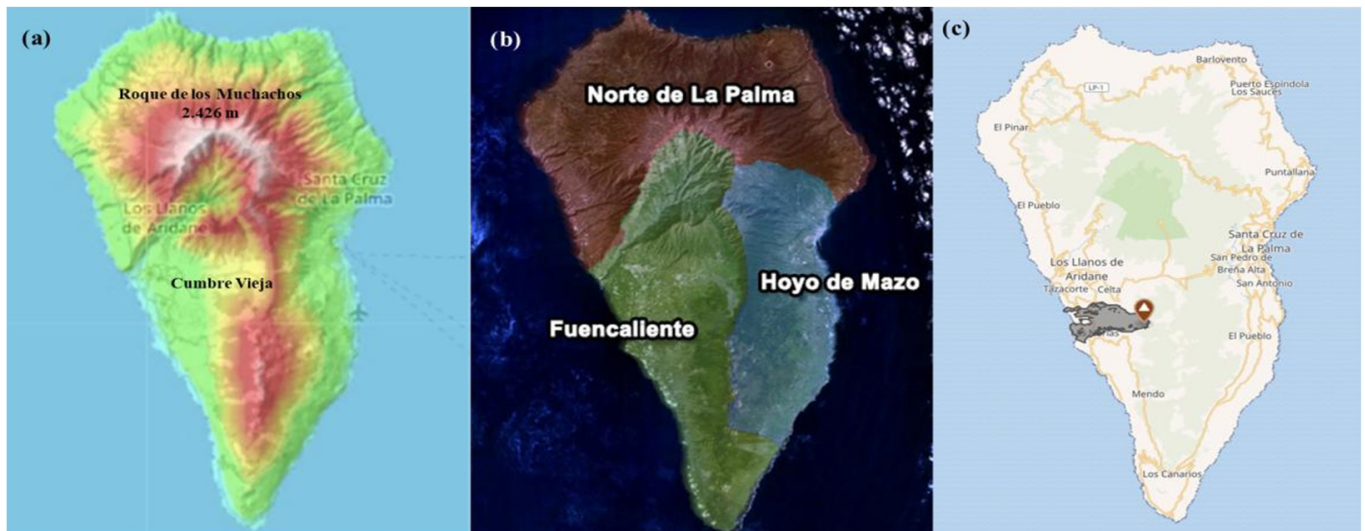 (a)
Roque de los Muchachos
2.426 m
Santa Cruz
de La Palma
Los Llanos
de Aridane
Cumbre Vieja
(b)
Norte de La Palma
Hoyo de Mazo
Fuencaliente
(c)
Barlovento
LP-1
Puerto Espíndola
Los Sauces
El Pinar
Puntallana
El Pueblo
Santa Cruz de
La Palma
Los Llanos de
Aridane
San Pedro de
Breña Alta
Tazacorte
Celta
San Antonio
El Pueblo
Mendo
Los Canarios